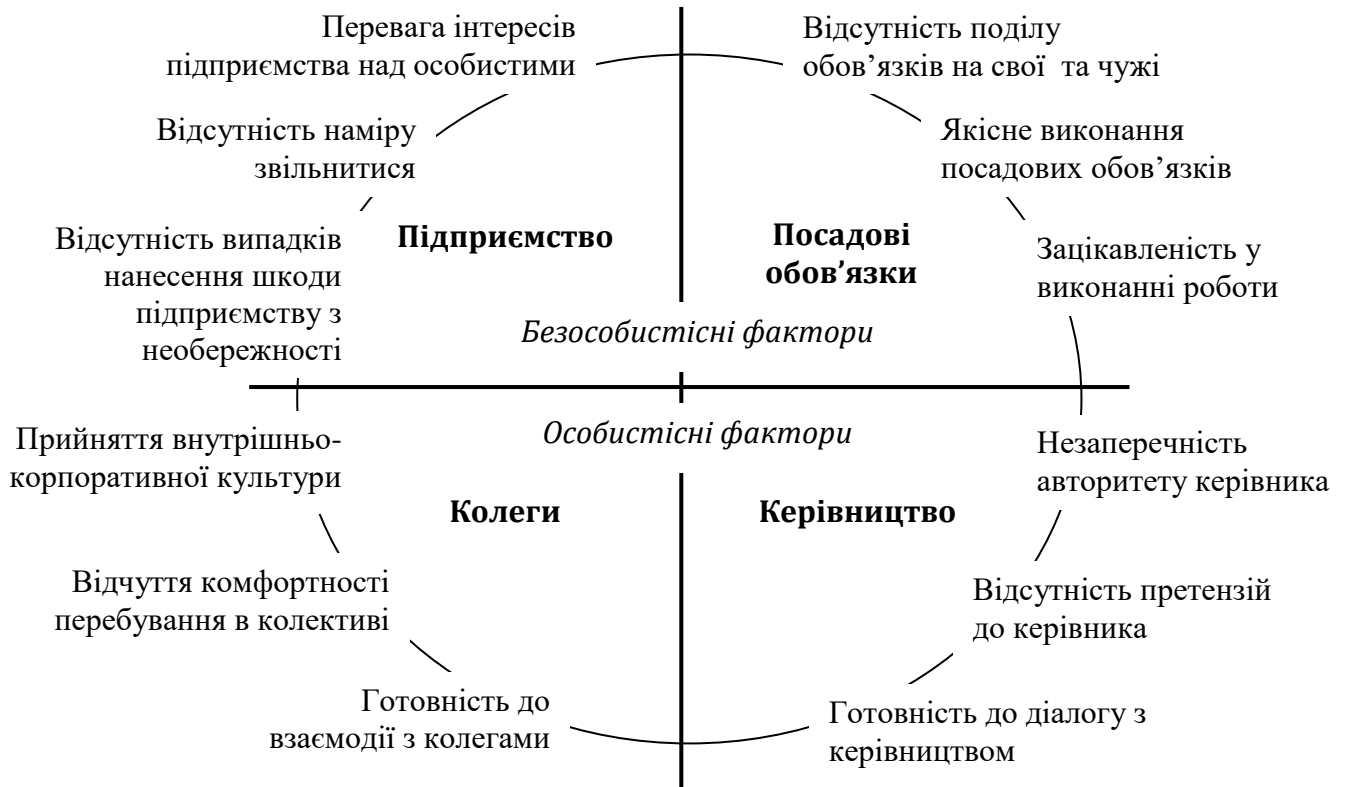 Перевага інтересів
підприємства над особистими
Відсутність поділу
обов’язків на свої та чужі
Відсутність наміру
звільнитися
Якісне виконання
посадових обов’язків
Відсутність випадків
нанесення шкоди
підприємству з
необережності
Підприємство
Посадові
обов’язки
Зацікавленість у
виконанні роботи
Безособистісні фактори
Особистісні фактори
Прийняття внутрішньо-
корпоративної культури
Колеги
Керівництво
Незаперечність
авторитету керівника
Відчуття комфортності
перебування в колективі
Відсутність претензій
до керівника
Готовність до
взаємодії з колегами
Готовність до діалогу з
керівництвом